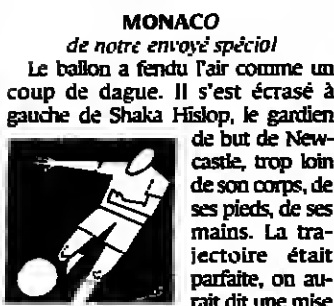 MONACO
de notre envoyé spécial
Le ballon a fendu l'air comme un
coup de dague. Il s'est écrasé à
gauche de Shaka Hislop, le gardien
de but de New-
castle, trop loin
de son corps, de
ses pieds, de ses
mains. La tra-
jectoire était
parfaite, on au-
rait dit une mise